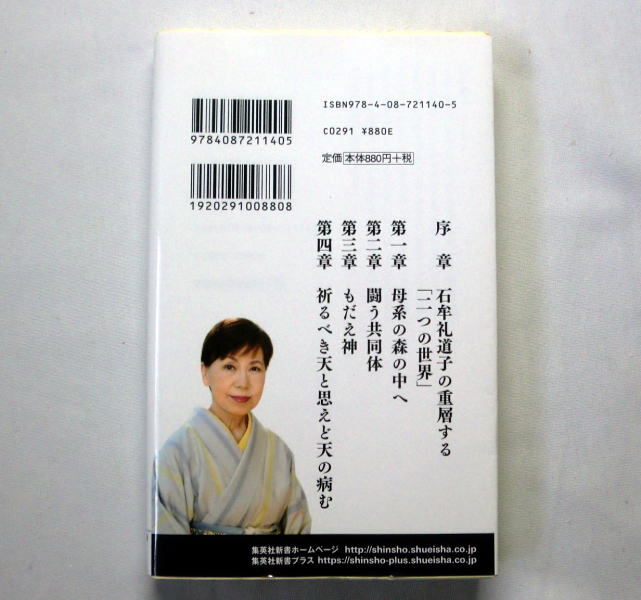 ISBN978-4-08-721140-5
C0291 ¥880E
定価 本体880円+税
9784087211405
1920291008808
序章 石牟礼道子の重層する
「二つの世界」
第一章 母系の森の中へ
第二章 闘う共同体
第三章 もだえ神
第四章 祈るべき天と思えど天の病む
集英社新書ホームページ http://shinsho.shueisha.co.jp
集英社新書プラス https://shinsho-plus.shueisha.co.jp